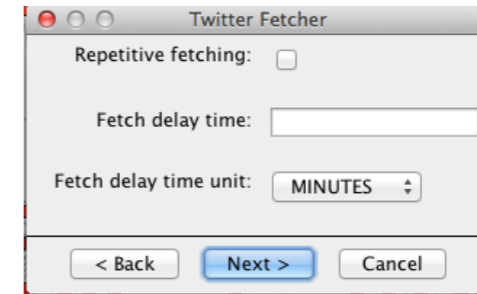 Twitter Fetcher
Repetitive fetching:
Fetch delay time:
Fetch delay time unit: MINUTES
< Back Next > Cancel